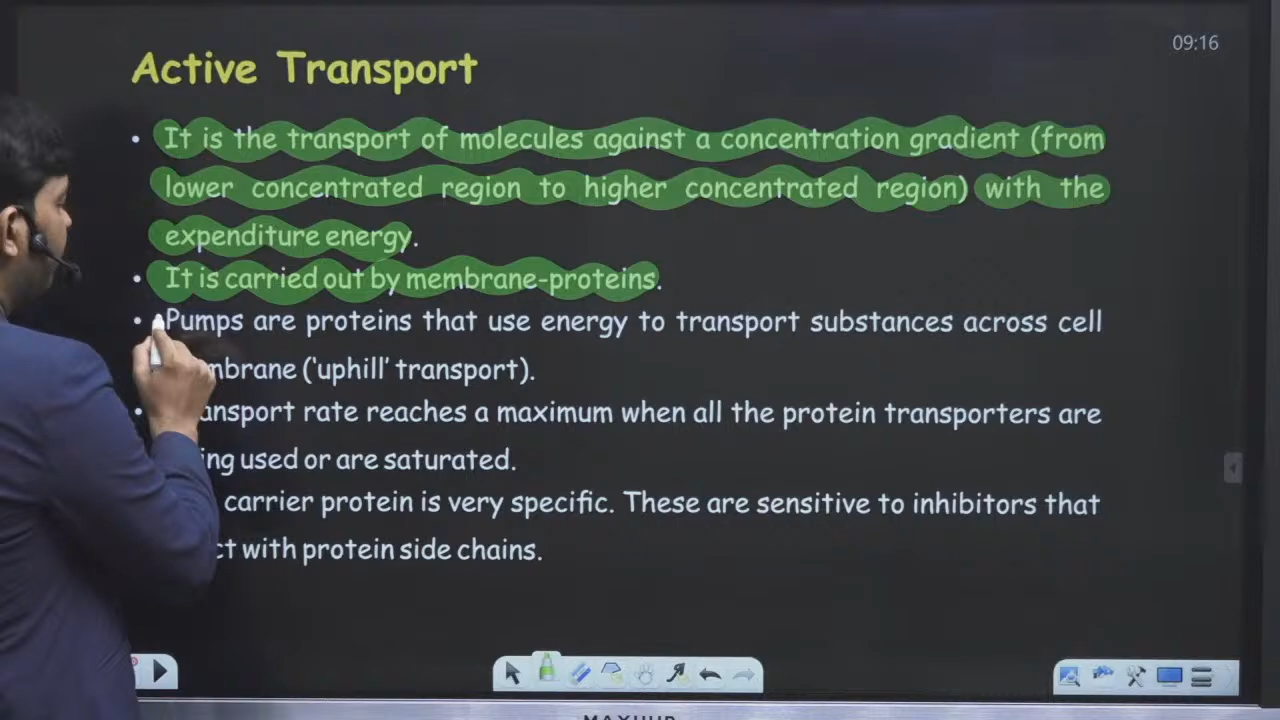 09:16
Active Transport
• It is the transport of molecules against a concentration gradient (from
lower concentrated region to higher concentrated region) with the
expenditure energy.
• It is carried out by membrane-proteins.
• Pumps are proteins that use energy to transport substances across cell
mbrane (‘uphill’ transport).
• ansport rate reaches a maximum when all the protein transporters are
ng used or are saturated.
carrier protein is very specific. These are sensitive to inhibitors that
ct with protein side chains.